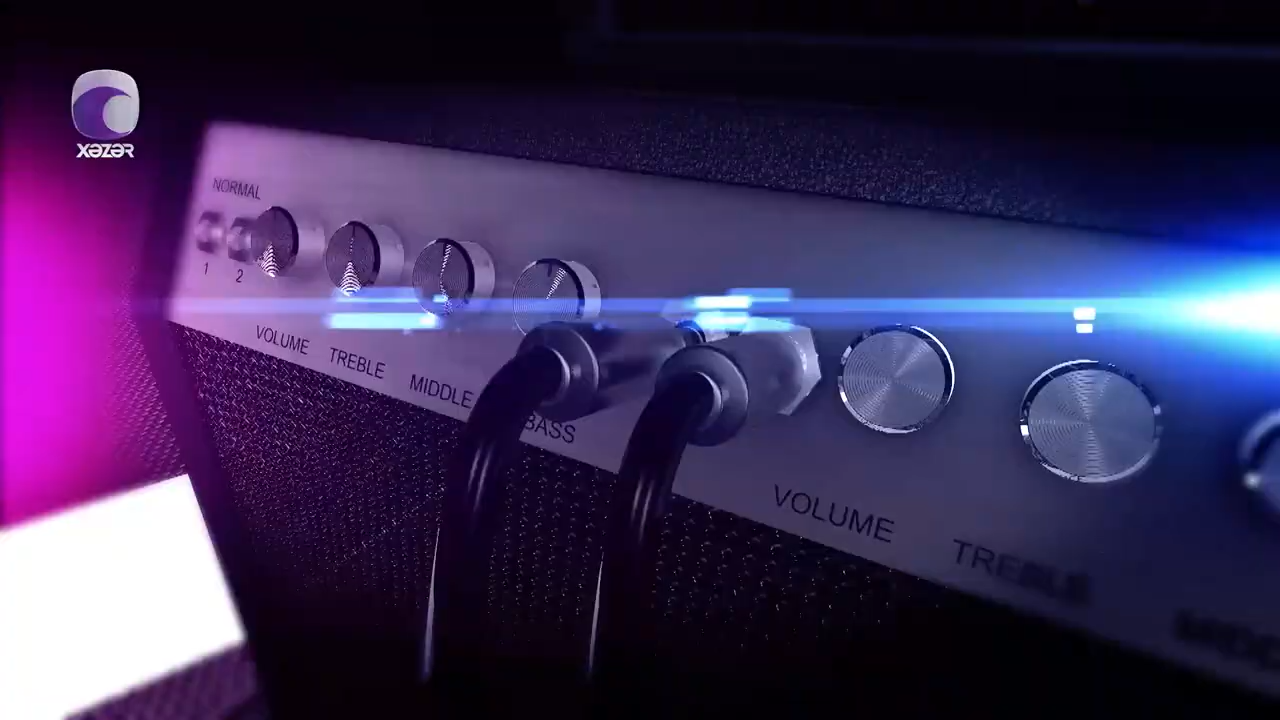 XƏZƏR
NORMAL
1 2
VOLUME TREBLE MIDDLE BASS
VOLUME TREBLE